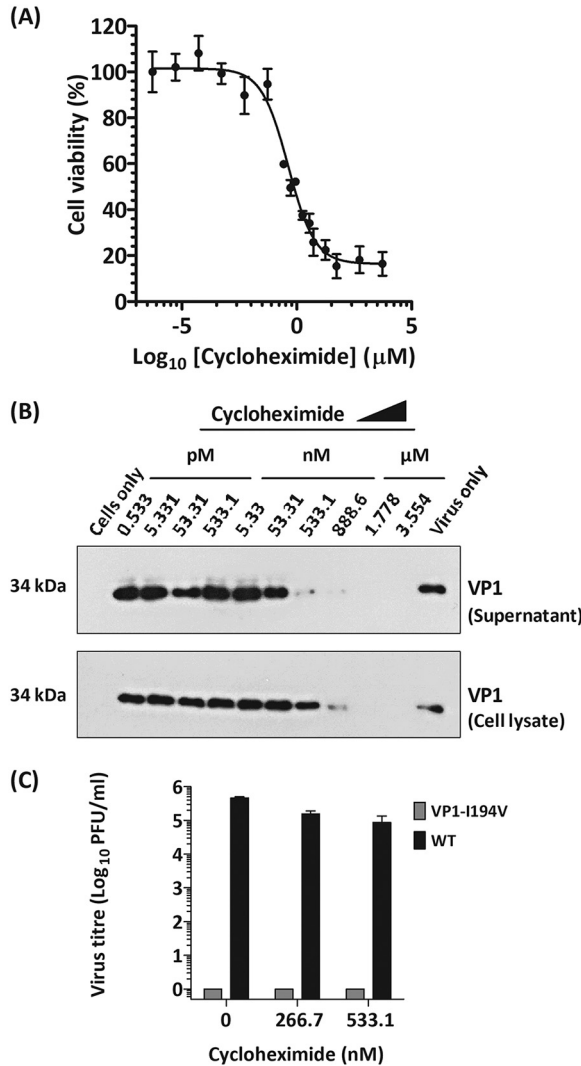 (A)
120
100
80
60
40
20
0
Cell viability (%)
-5
0
5
Log10 [Cycloheximide] (µM)
(B)
Cycloheximide
pM
nM
µM
Cells only
0.533
5.331
53.31
533.1
5.33
53.31
533.1
888.6
1.778
3.554
Virus only
34 kDa
VP1
(Supernatant)
34 kDa
VP1
(Cell lysate)
(C)
6
5
4
3
2
1
0
Virus titre (Log10 PFU/ml)
VP1-I194V
WT
0
266.7
533.1
Cycloheximide (nM)